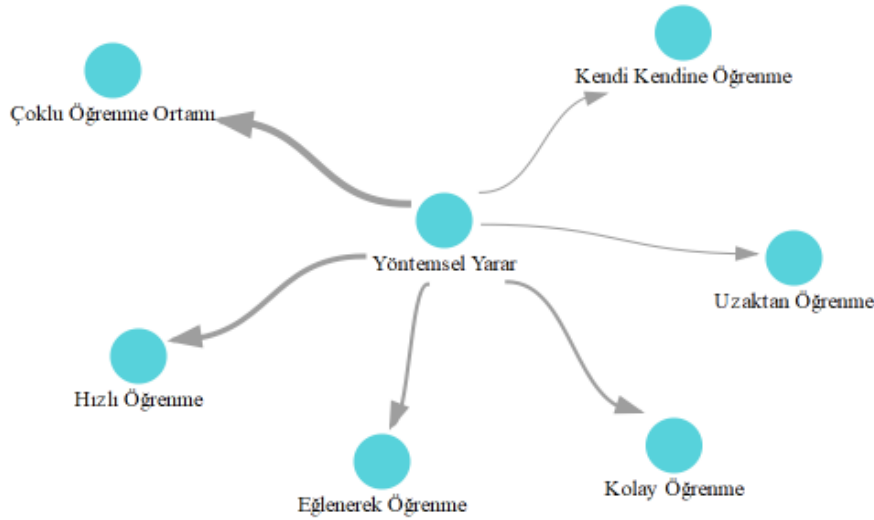 Kendi Kendine Öğrenme
Çoklu Öğrenme Ortamı
Yöntemsel Yarar
Uzaktan Öğrenme
Hızlı Öğrenme
Kolay Öğrenme
Eğlenerek Öğrenme